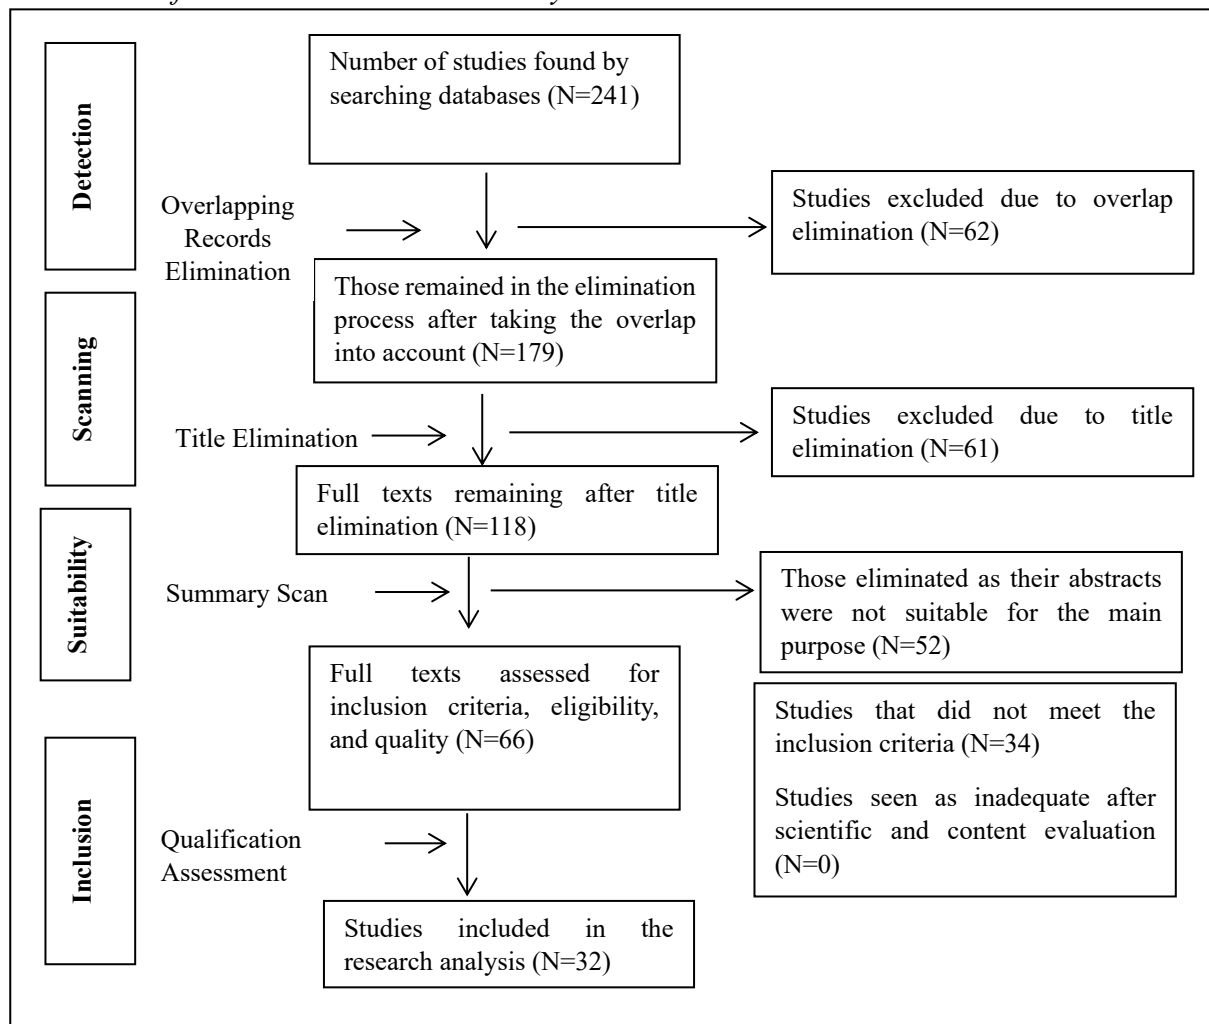 Detection
Number of studies found by
searching databases (N=241)
Overlapping
Records
Elimination
Studies excluded due to overlap
elimination (N=62)
Scanning
Those remained in the elimination
process after taking the overlap
into account (N=179)
Title Elimination
Studies excluded due to title
elimination (N=61)
Full texts remaining after title
elimination (N=118)
Suitability
Summary Scan
Those eliminated as their abstracts
were not suitable for the main
purpose (N=52)
Full texts assessed for
inclusion criteria, eligibility,
and quality (N=66)
Studies that did not meet the
inclusion criteria (N=34)
Studies seen as inadequate after
scientific and content evaluation
(N=0)
Inclusion
Qualification
Assessment
Studies included in the
research analysis (N=32)